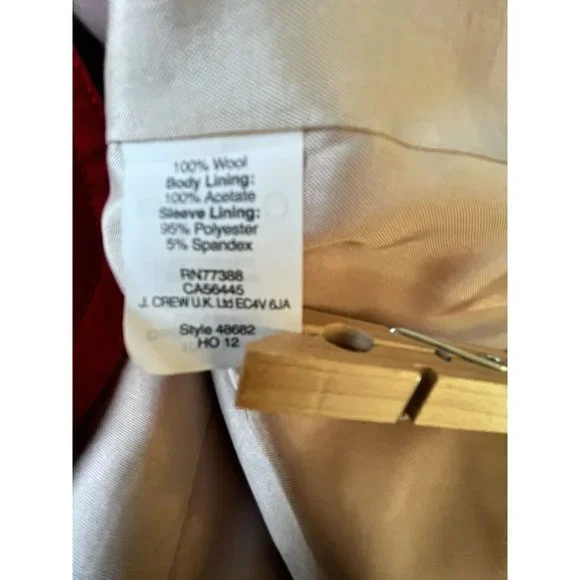 100% Wool
Body Lining:
100% Acetate
Sleeve Lining:
95% Polyester
5% Spandex
RN77388
CA56445
J. CREW U.K. Ltd EC4V 6JA
Style 48682
HO 12